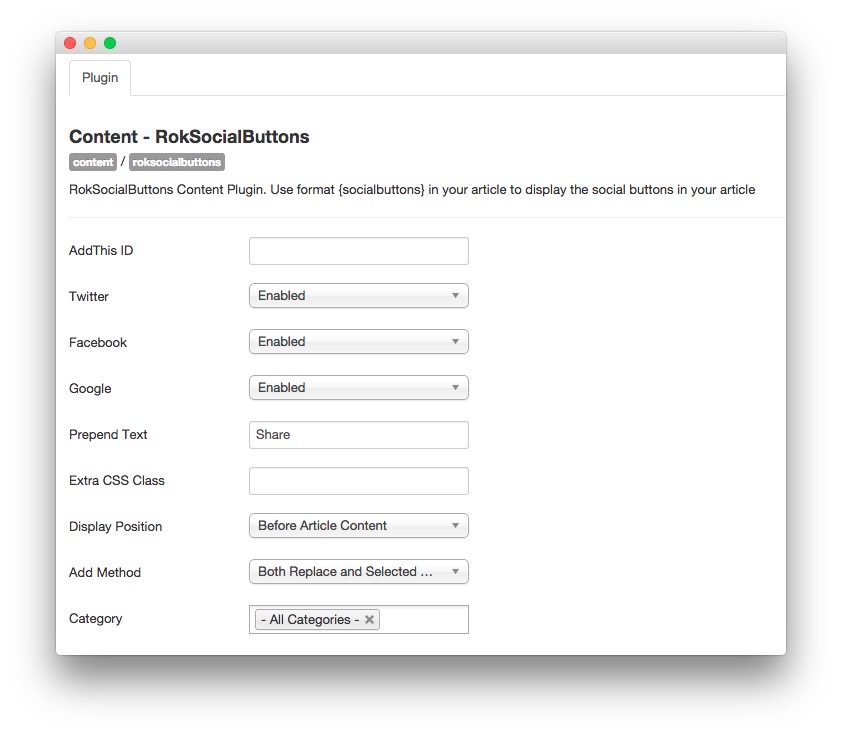 Plugin
Content - RokSocialButtons
content / roksocialbuttons
RokSocialButtons Content Plugin. Use format {socialbuttons} in your article to display the social buttons in your article
AddThis ID
Twitter Enabled
Facebook Enabled
Google Enabled
Prepend Text Share
Extra CSS Class
Display Position Before Article Content
Add Method Both Replace and Selected ...
Category - All Categories -